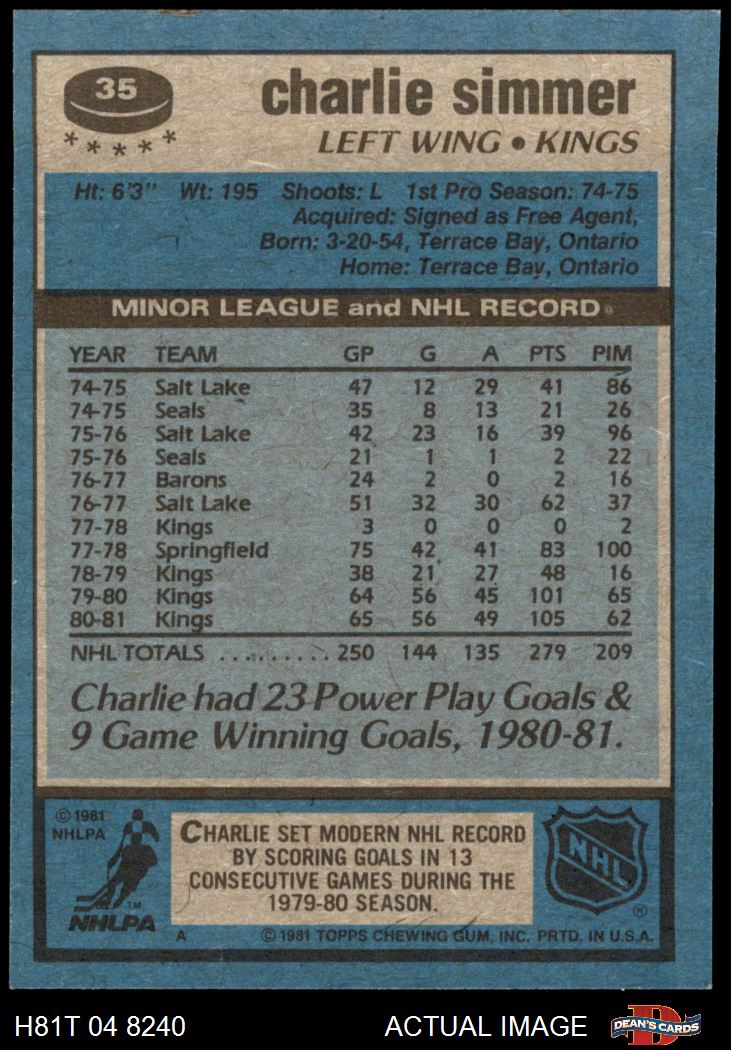 35
charlie simmer
LEFT WING • KINGS
Ht: 6'3" Wt: 195 Shoots: L 1st Pro Season: 74-75
Acquired: Signed as Free Agent,
Born: 3-20-54, Terrace Bay, Ontario
Home: Terrace Bay, Ontario
MINOR LEAGUE and NHL RECORD
YEAR TEAM GP G A PTS PIM
74-75 Salt Lake 47 12 29 41 86
74-75 Seals 35 8 13 21 26
75-76 Salt Lake 42 23 16 39 96
75-76 Seals 21 1 1 2 22
76-77 Barons 24 2 0 2 16
76-77 Salt Lake 51 32 30 62 37
77-78 Kings 3 0 0 0 2
77-78 Springfield 75 42 41 83 100
78-79 Kings 38 21 27 48 16
79-80 Kings 64 56 45 101 65
80-81 Kings 65 56 49 105 62
NHL TOTALS .......... 250 144 135 279 209
Charlie had 23 Power Play Goals &
9 Game Winning Goals, 1980-81.
© 1981
NHLPA
TM
NHLPA
CHARLIE SET MODERN NHL RECORD
BY SCORING GOALS IN 13
CONSECUTIVE GAMES DURING THE
1979-80 SEASON.
NHL
®
A © 1981 TOPPS CHEWING GUM, INC. PRTD. IN U.S.A.
H81T 04 8240 ACTUAL IMAGE
D
DEAN'S CARDS